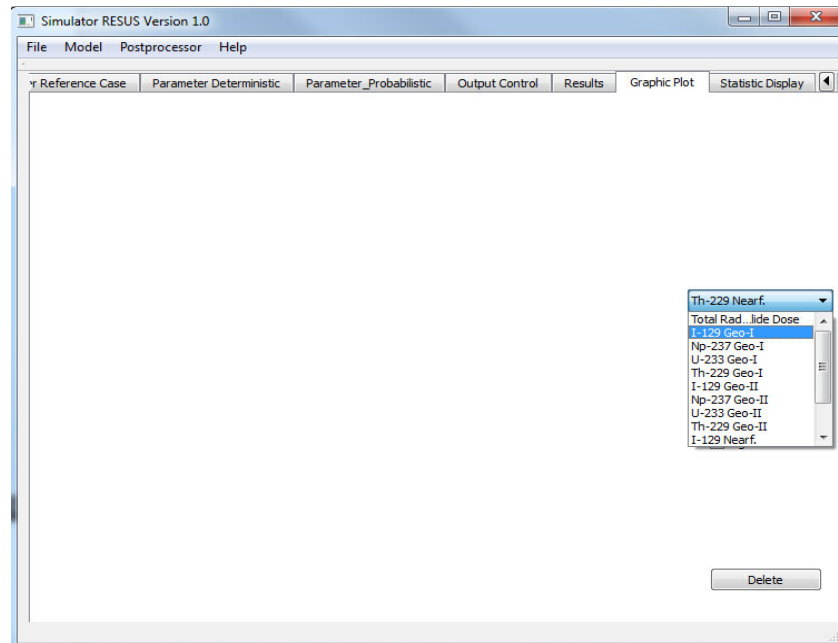 Simulator RESUS Version 1.0
File Model Postprocessor Help
r Reference Case Parameter Deterministic Parameter_Probabilistic Output Control Results Graphic Plot Statistic Display
Th-229 Nearf.
Total Rad...lide Dose
I-129 Geo-I
Np-237 Geo-I
U-233 Geo-I
Th-229 Geo-I
I-129 Geo-II
Np-237 Geo-II
U-233 Geo-II
Th-229 Geo-II
I-129 Nearf.
Delete